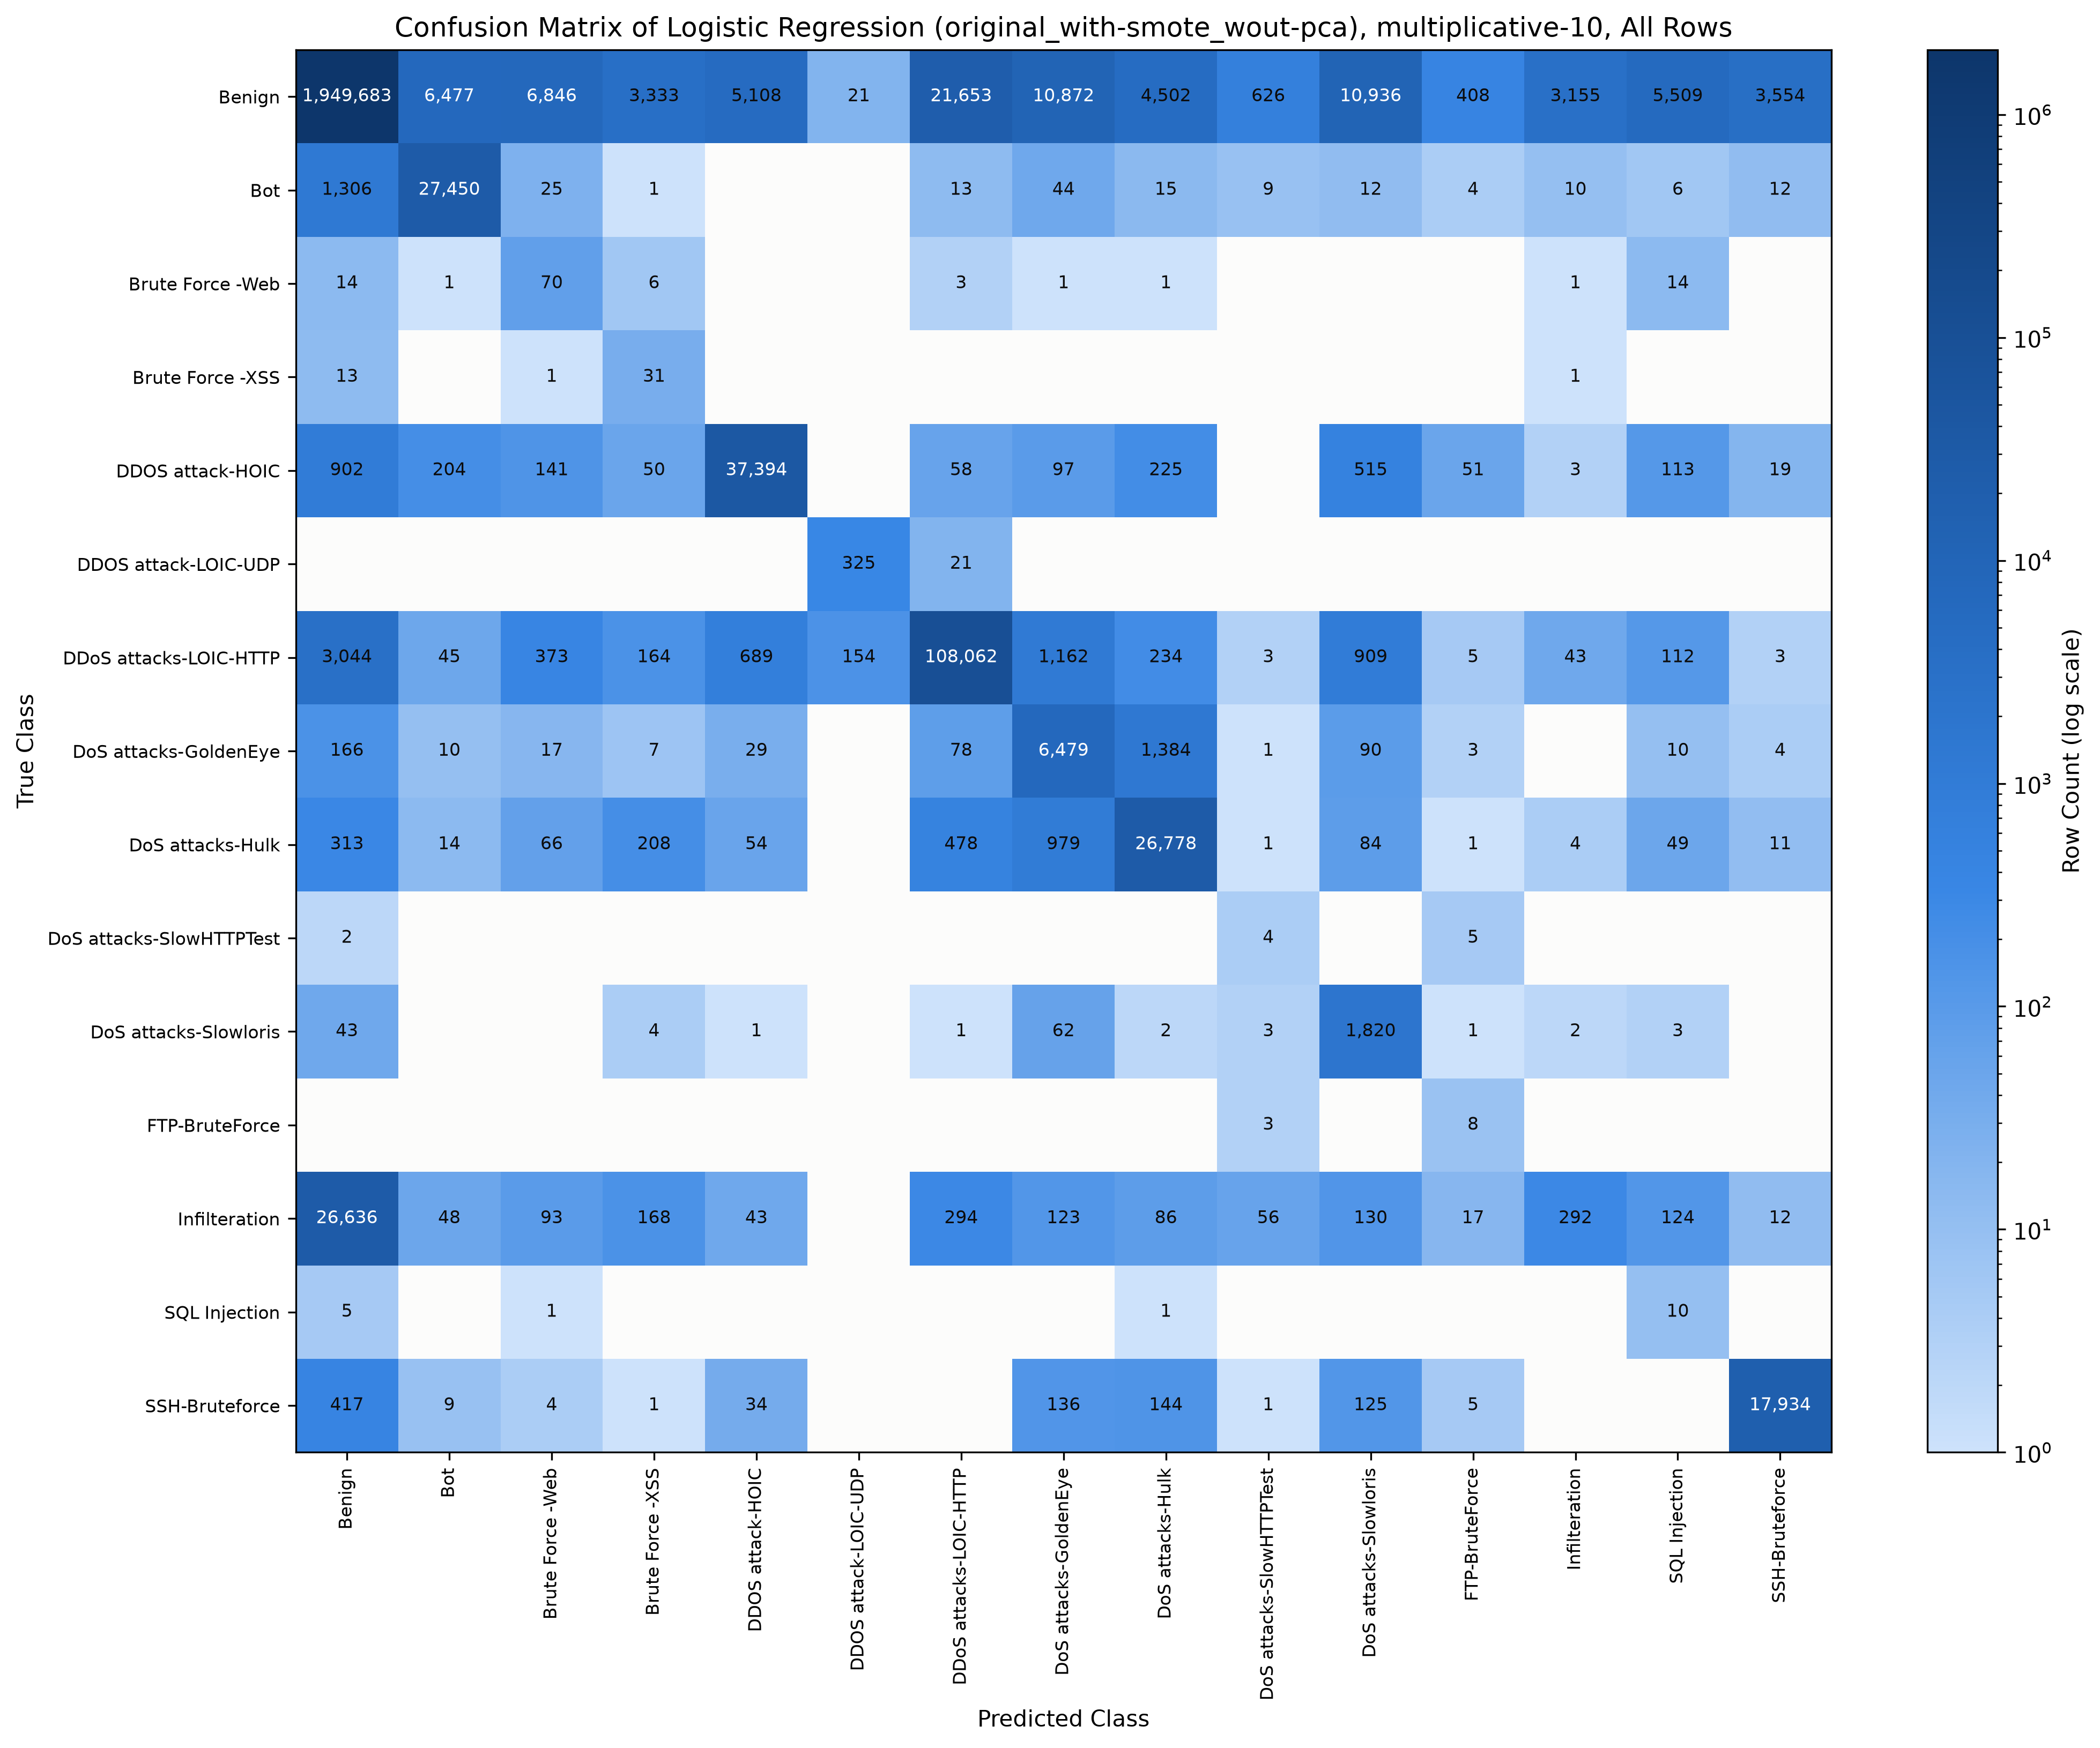 Confusion Matrix of Logistic Regression (original_with-smote_wout-pca), multiplicative-10, All Rows
True Class
Benign 1,949,683 6,477 6,846 3,333 5,108 21 21,653 10,872 4,502 626 10,936 408 3,155 5,509 3,554
Bot 1,306 27,450 25 1 13 44 15 9 12 4 10 6 12
Brute Force -Web 14 1 70 6 3 1 1 1 14
Brute Force -XSS 13 1 31 1
DDOS attack-HOIC 902 204 141 50 37,394 58 97 225 515 51 3 113 19
DDOS attack-LOIC-UDP 325 21
DDoS attacks-LOIC-HTTP 3,044 45 373 164 689 154 108,062 1,162 234 3 909 5 43 112 3
DoS attacks-GoldenEye 166 10 17 7 29 78 6,479 1,384 1 90 3 10 4
DoS attacks-Hulk 313 14 66 208 54 478 979 26,778 1 84 1 4 49 11
DoS attacks-SlowHTTPTest 2 4 5
DoS attacks-Slowloris 43 4 1 1 62 2 3 1,820 1 2 3
FTP-BruteForce 3 8
Infilteration 26,636 48 93 168 43 294 123 86 56 130 17 292 124 12
SQL Injection 5 1 1 10
SSH-Bruteforce 417 9 4 1 34 136 144 1 125 5 17,934
Benign
Bot
Brute Force -Web
Brute Force -XSS
DDOS attack-HOIC
DDOS attack-LOIC-UDP
DDoS attacks-LOIC-HTTP
DoS attacks-GoldenEye
DoS attacks-Hulk
DoS attacks-SlowHTTPTest
DoS attacks-Slowloris
FTP-BruteForce
Infilteration
SQL Injection
SSH-Bruteforce
Predicted Class
10⁶
10⁵
10⁴
10³
10²
10¹
10⁰
Row Count (log scale)